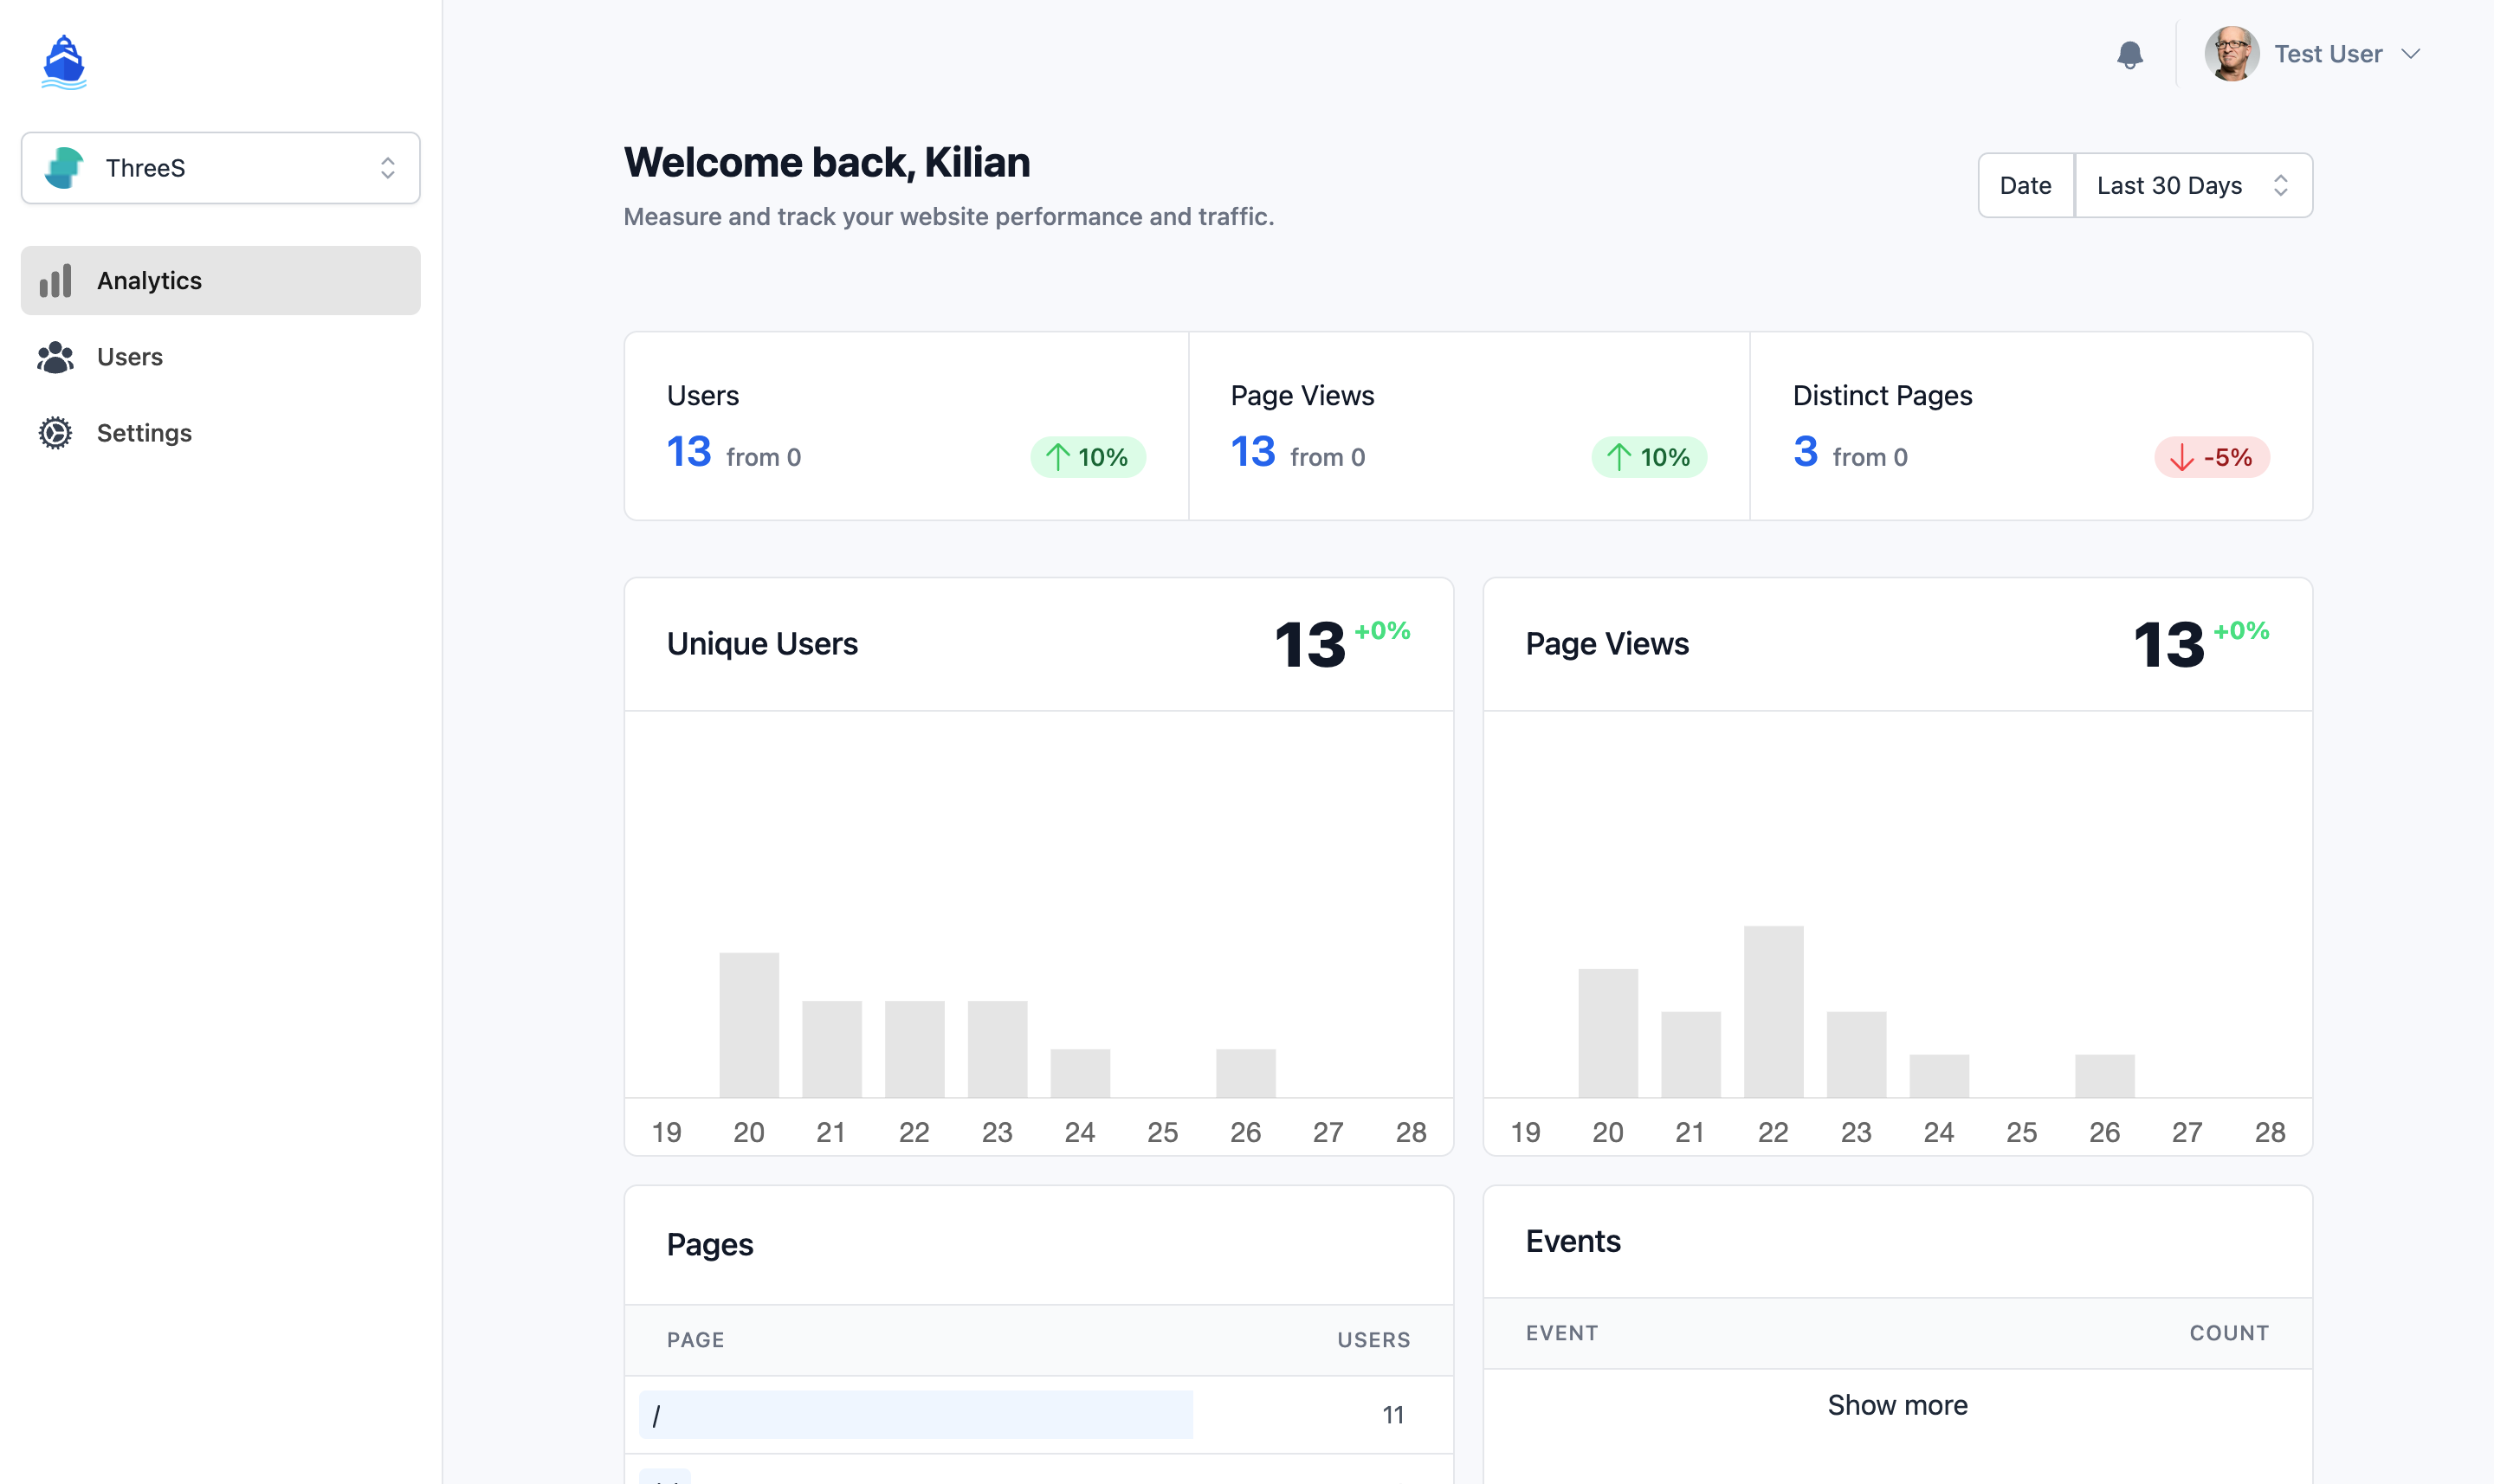 Test User
ThreeS
Analytics
Users
Settings
Welcome back, Kilian
Measure and track your website performance and traffic.
Date
Last 30 Days
Users
13 from 0
10%
Page Views
13 from 0
10%
Distinct Pages
3 from 0
-5%
Unique Users
13 +0%
19 20 21 22 23 24 25 26 27 28
Page Views
13 +0%
19 20 21 22 23 24 25 26 27 28
Pages
PAGE USERS
/ 11
Events
EVENT COUNT
Show more